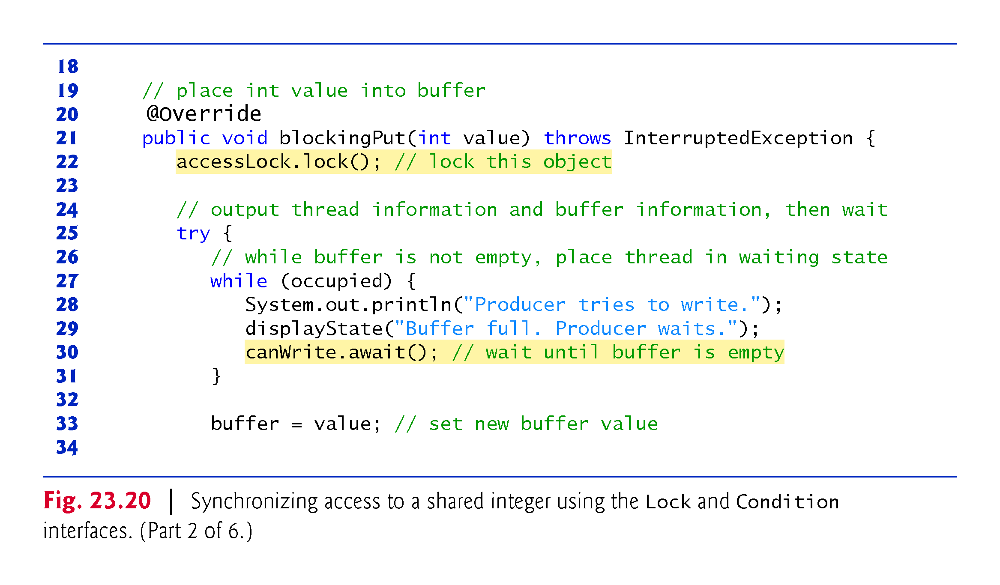 18
19 // place int value into buffer
20 @Override
21 public void blockingPut(int value) throws InterruptedException {
22 accessLock.lock(); // lock this object
23
24 // output thread information and buffer information, then wait
25 try {
26 // while buffer is not empty, place thread in waiting state
27 while (occupied) {
28 System.out.println("Producer tries to write.");
29 displayState("Buffer full. Producer waits.");
30 canWrite.await(); // wait until buffer is empty
31 }
32
33 buffer = value; // set new buffer value
34
Fig. 23.20 | Synchronizing access to a shared integer using the Lock and Condition
interfaces. (Part 2 of 6.)